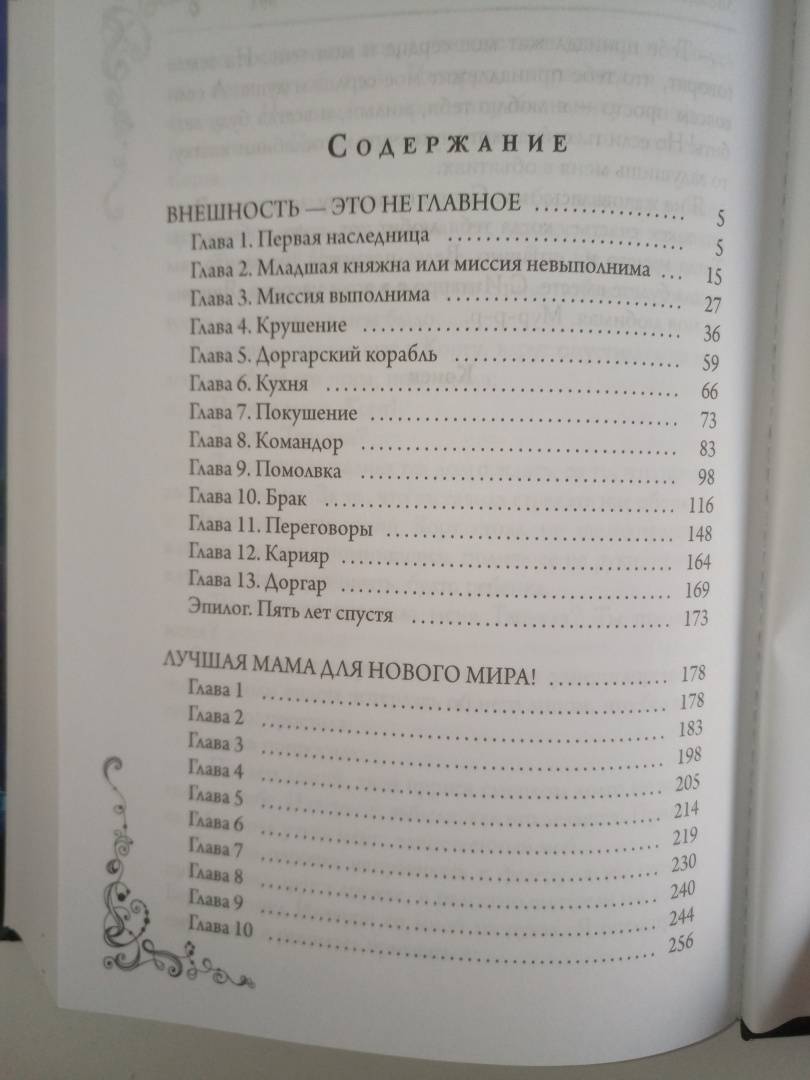 Содержание
ВНЕШНОСТЬ — ЭТО НЕ ГЛАВНОЕ ................. 5
Глава 1. Первая наследница ........................... 5
Глава 2. Младшая княжна или миссия невыполнима ... 15
Глава 3. Миссия выполнима ........................... 27
Глава 4. Крушение .................................... 36
Глава 5. Доргарский корабль .......................... 59
Глава 6. Кухня ........................................ 66
Глава 7. Покушение ................................... 73
Глава 8. Командор .................................... 83
Глава 9. Помолвка .................................... 98
Глава 10. Брак ........................................ 116
Глава 11. Переговоры ................................. 148
Глава 12. Карияр ..................................... 164
Глава 13. Доргар ..................................... 169
Эпилог. Пять лет спустя .............................. 173
ЛУЧШАЯ МАМА ДЛЯ НОВОГО МИРА! ............. 178
Глава 1 ............................................... 178
Глава 2 ............................................... 183
Глава 3 ............................................... 198
Глава 4 ............................................... 205
Глава 5 ............................................... 214
Глава 6 ............................................... 219
Глава 7 ............................................... 230
Глава 8 ............................................... 240
Глава 9 ............................................... 244
Глава 10 .............................................. 256